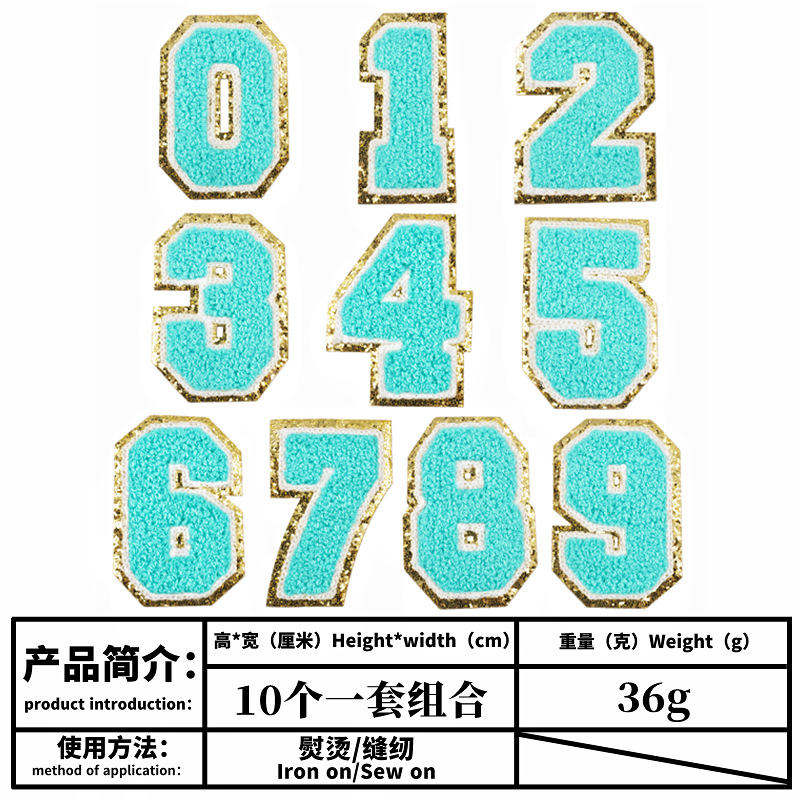 0 1 2
3 4 5
6 7 8 9
产品简介：
product introduction：
高*宽（厘米）Height*width（cm）
重量（克）Weight（g）
10个一套组合
36g
使用方法：
method of application：
熨烫/缝纫
Iron on/Sew on